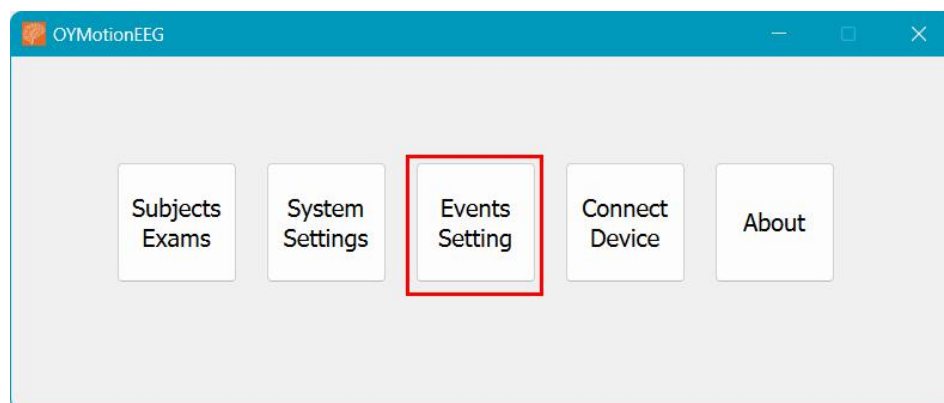 OYMotionEEG
Subjects
Exams
System
Settings
Events
Setting
Connect
Device
About